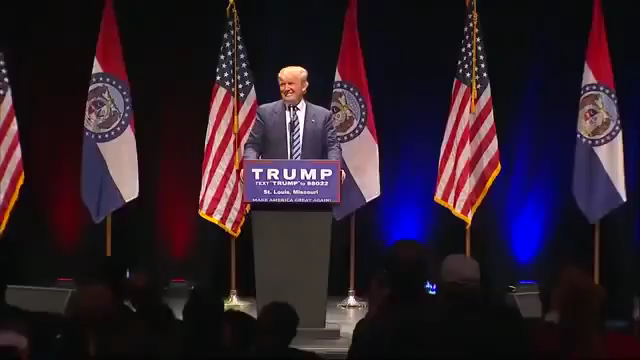 TRUMP
TEXT "TRUMP" to 88022
St. Louis, Missouri
MAKE AMERICA GREAT AGAIN!